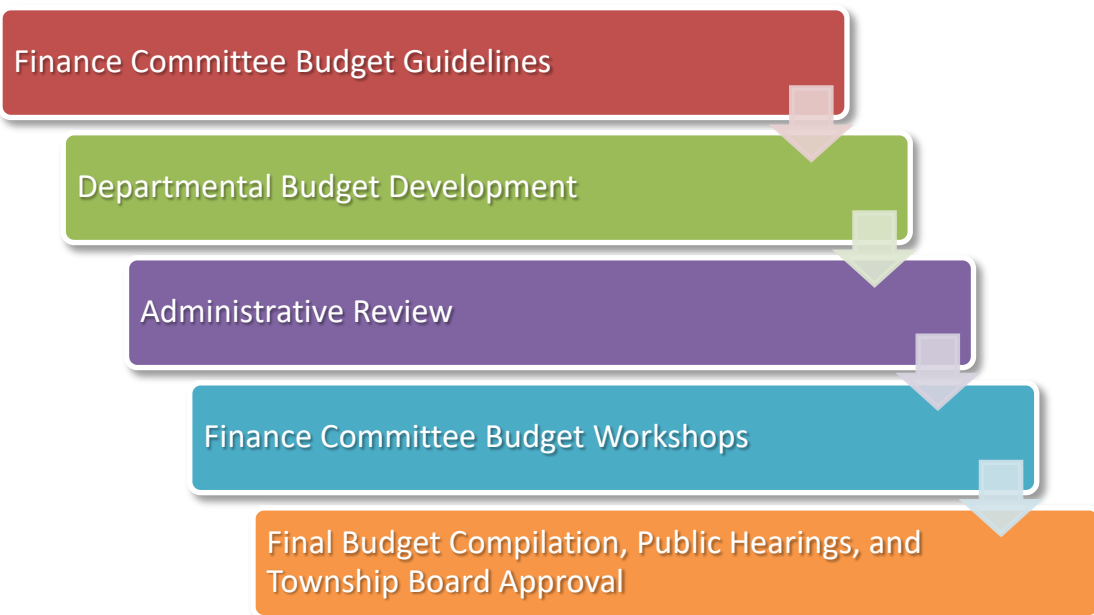 Finance Committee Budget Guidelines
Departmental Budget Development
Administrative Review
Finance Committee Budget Workshops
Final Budget Compilation, Public Hearings, and
Township Board Approval